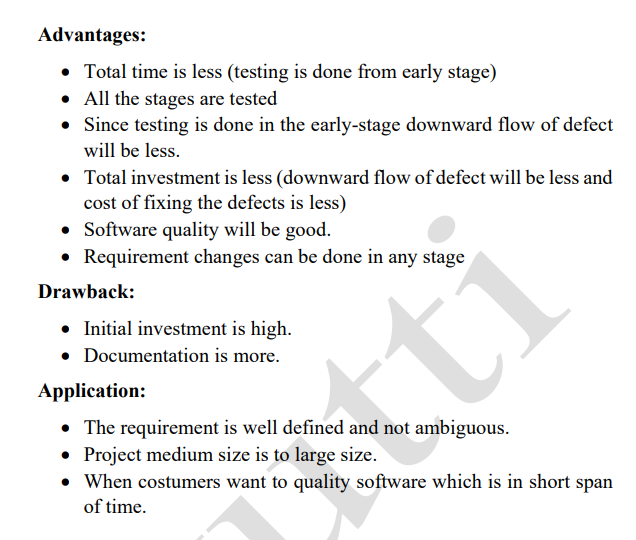 Advantages:
• Total time is less (testing is done from early stage)
• All the stages are tested
• Since testing is done in the early-stage downward flow of defect
will be less.
• Total investment is less (downward flow of defect will be less and
cost of fixing the defects is less)
• Software quality will be good.
• Requirement changes can be done in any stage
Drawback:
• Initial investment is high.
• Documentation is more.
Application:
• The requirement is well defined and not ambiguous.
• Project medium size is to large size.
• When costumers want to quality software which is in short span
of time.
utti